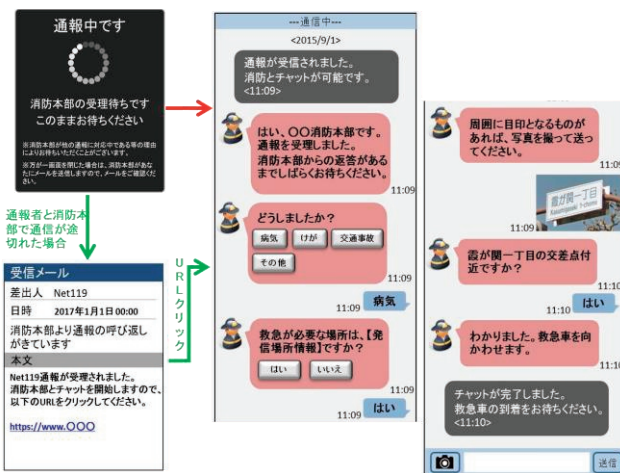 通報中です
消防本部の受理待ちです
このままお待ちください
※消防本部が他の通報に対応中である等の理由
によりお待ちいただくことがございます。
※万が一画面を閉じた場合は、消防本部があな
たにメールを送信しますので、メールをご確認くだ
さい。
通報者と消防本
部で通信が途
切れた場合
受信メール
差出人 Net119
日時 2017年1月1日 00:00
消防本部より通報の呼び返し
がきています
本文
Net119通報が受理されました。
消防本部とチャットを開始しますので、
以下のURLをクリックしてください。
https://www.〇〇〇
URLクリック
---通信中---
<2015/9/1>
通報が受信されました。
消防とチャットが可能です。
<11:09>
はい、〇〇消防本部です。
通報を受理しました。
消防本部からの返答がある
までしばらくお待ちください。
11:09
どうしましたか？
病気 けが 交通事故
その他
11:09
11:09 病気
救急が必要な場所は、【発
信場所情報】ですか？
はい いいえ
11:09
11:09 はい
周囲に目印となるものが
あれば、写真を撮って送っ
てください。
11:09
霞が関一丁目
Kasumigaseki 1-chome
11:09
霞が関一丁目の交差点付
近ですか？
11:10
11:10 はい
わかりました。救急車を向
かわせます。
11:10
チャットが完了しました。
救急車の到着をお待ちください。
<11:10>
送信